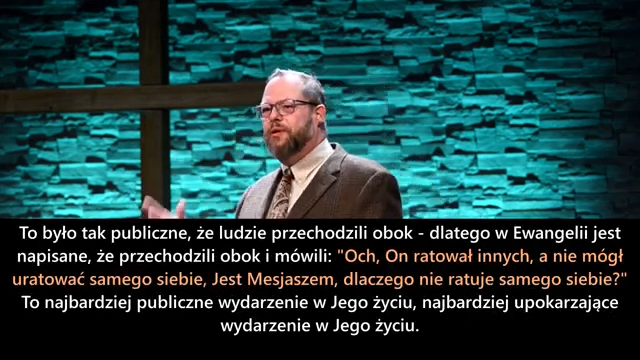 To było tak publiczne, że ludzie przechodzili obok - dlatego w Ewangelii jest
napisane, że przechodzili obok i mówili: "Och, On ratował innych, a nie mógł
uratować samego siebie, Jest Mesjaszem, dlaczego nie ratuje samego siebie?"
To najbardziej publiczne wydarzenie w Jego życiu, najbardziej upokarzające
wydarzenie w Jego życiu.